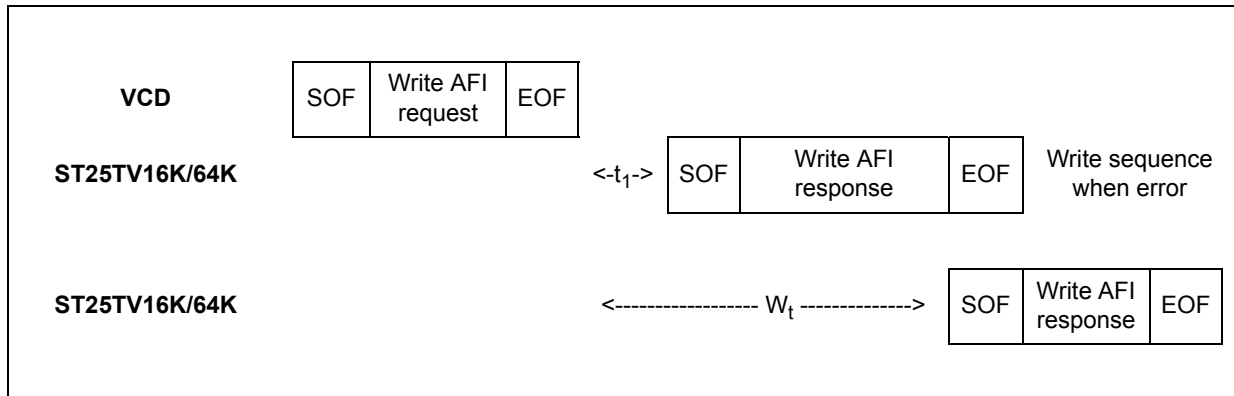 VCD SOF Write AFI request EOF
ST25TV16K/64K <-t1-> SOF Write AFI response EOF Write sequence when error
ST25TV16K/64K <------------------ Wt --------------> SOF Write AFI response EOF